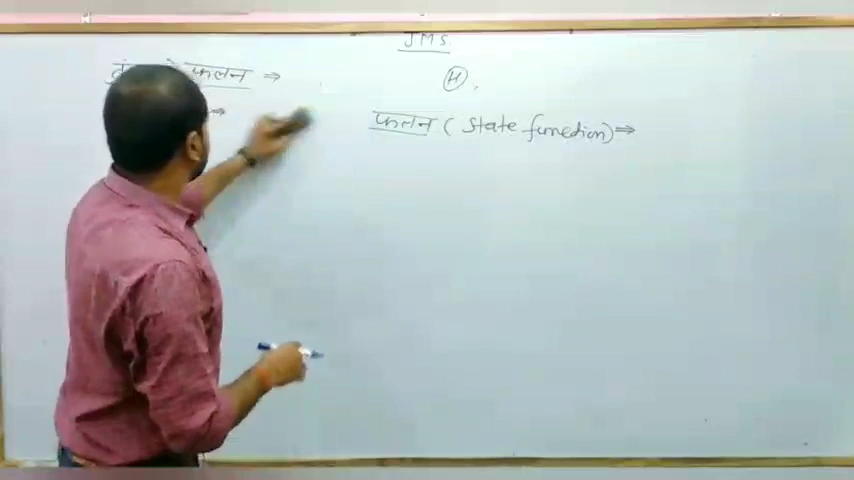 JMS.
फलन ⇒
(H).
⇒
फलन ( State function) ⇒